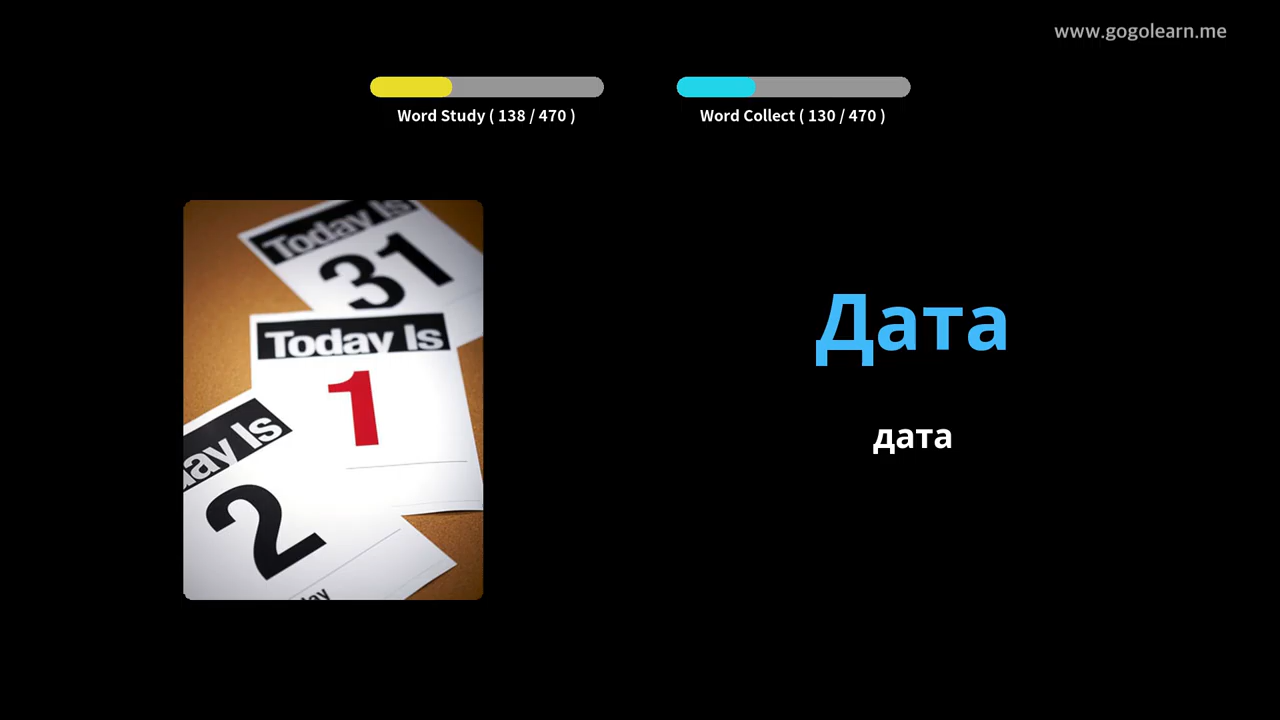 www.gogolearn.me
Word Study ( 138 / 470 )
Word Collect ( 130 / 470 )
Today Is
31
Today Is
1
ay Is
2
Дата
дата